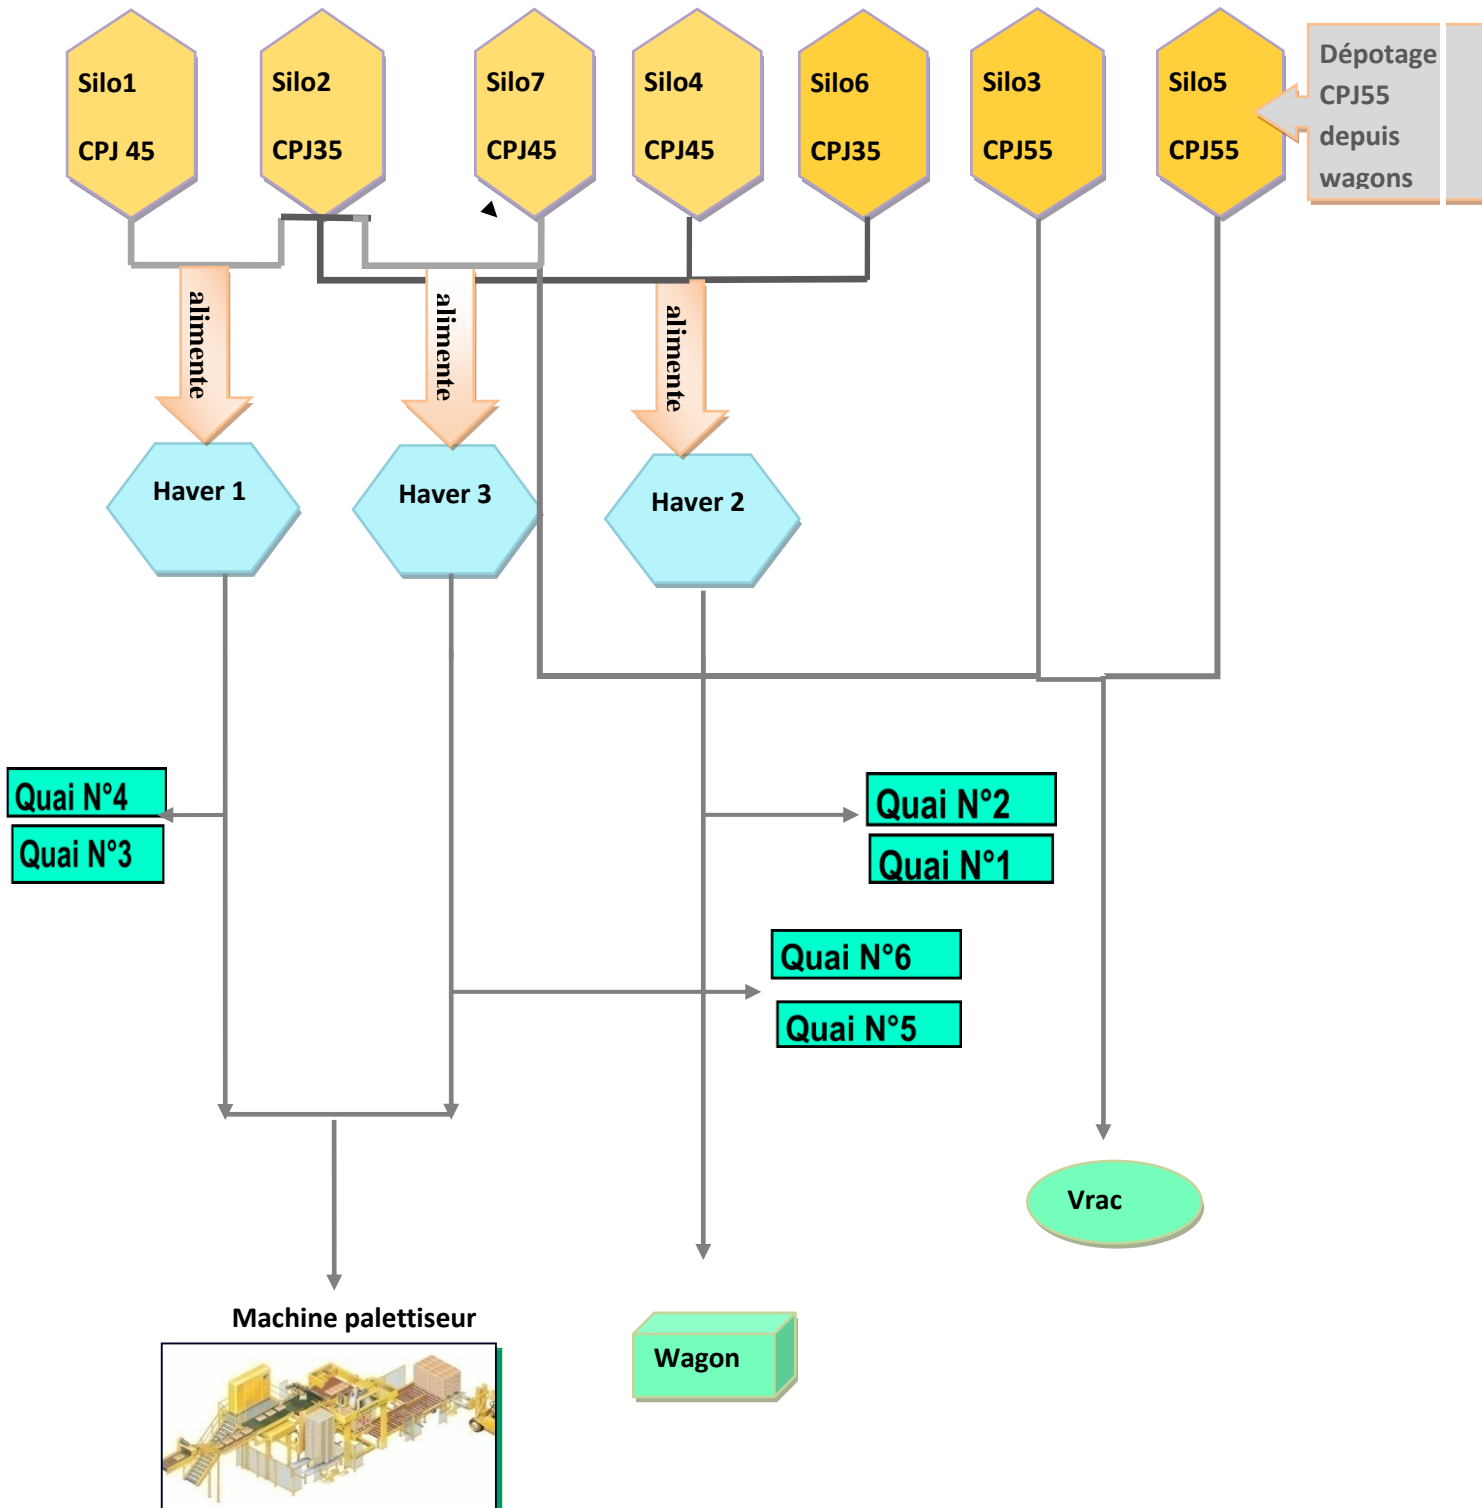 Silo1
CPJ 45
Silo2
CPJ35
Silo7
CPJ45
Silo4
CPJ45
Silo6
CPJ35
Silo3
CPJ55
Silo5
CPJ55
Dépotage
CPJ55
depuis
wagons
alimente
alimente
alimente
Haver 1
Haver 3
Haver 2
Quai N°4
Quai N°3
Quai N°2
Quai N°1
Quai N°6
Quai N°5
Vrac
Machine palettiseur
Wagon